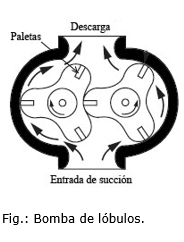 Descarga
Paletas
Entrada de succión
Fig.: Bomba de lóbulos.